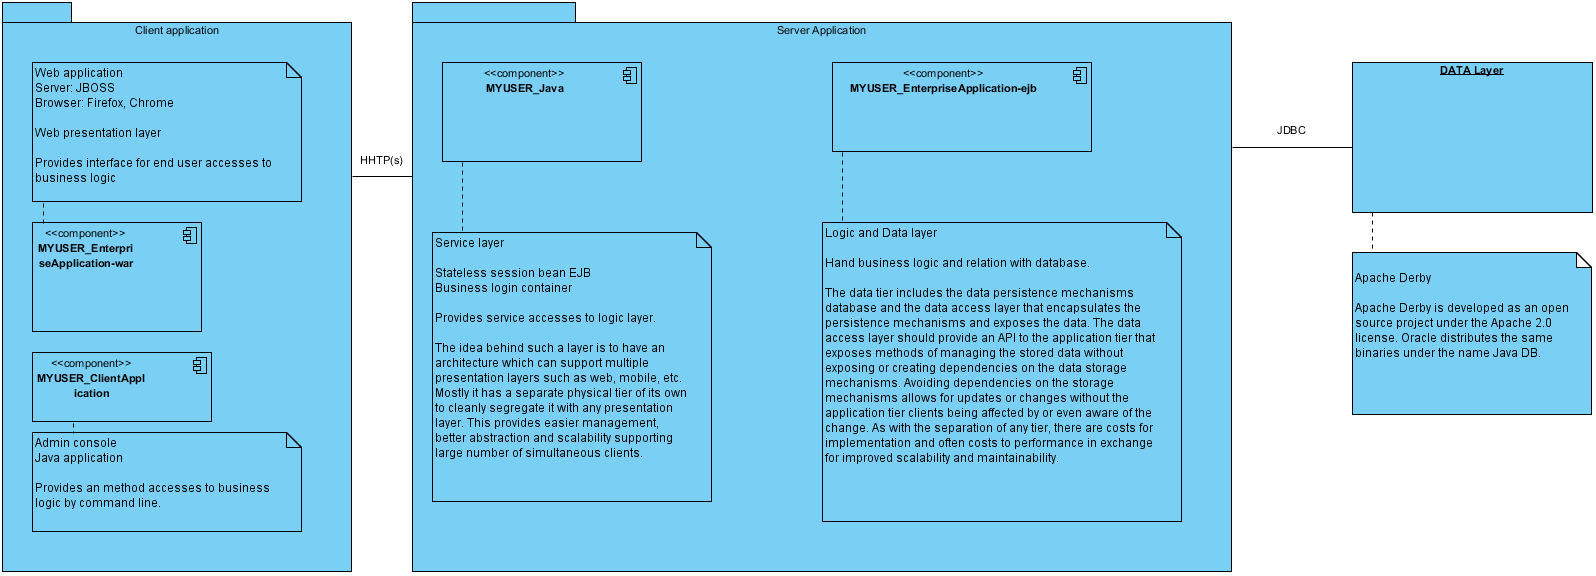 Client application
Web application
Server: JBOSS
Browser: Firefox, Chrome
Web presentation layer
Provides interface for end user accesses to
business logic
<<component>>
MYUSER_Enterpri
seApplication-war
<<component>>
MYUSER_ClientAppl
ication
Admin console
Java application
Provides an method accesses to business
logic by command line.
HHTP(s)
Server Application
<<component>>
MYUSER_Java
Service layer
Stateless session bean EJB
Business login container
Provides service accesses to logic layer.
The idea behind such a layer is to have an
architecture which can support multiple
presentation layers such as web, mobile, etc.
Mostly it has a separate physical tier of its own
to cleanly segregate it with any presentation
layer. This provides easier management,
better abstraction and scalability supporting
large number of simultaneous clients.
<<component>>
MYUSER_EnterpriseApplication-ejb
Logic and Data layer
Hand business logic and relation with database.
The data tier includes the data persistence mechanisms
database and the data access layer that encapsulates the
persistence mechanisms and exposes the data. The data
access layer should provide an API to the application tier that
exposes methods of managing the stored data without
exposing or creating dependencies on the data storage
mechanisms. Avoiding dependencies on the storage
mechanisms allows for updates or changes without the
application tier clients being affected by or even aware of the
change. As with the separation of any tier, there are costs for
implementation and often costs to performance in exchange
for improved scalability and maintainability.
JDBC
DATA Layer
Apache Derby
Apache Derby is developed as an open
source project under the Apache 2.0
license. Oracle distributes the same
binaries under the name Java DB.